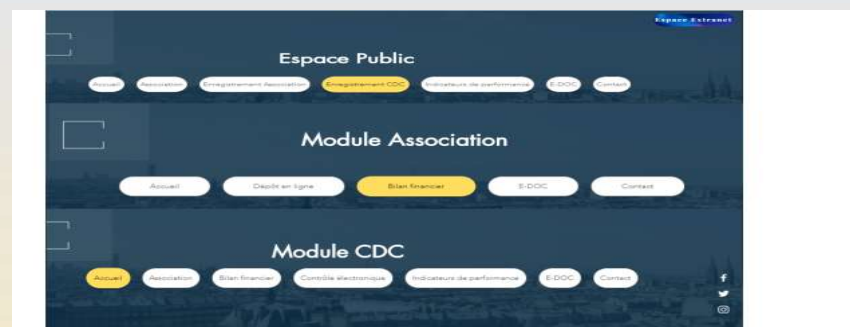 Espace Extranet
Espace Public
Accueil Association Enregistrement Association Enregistrement CDC Indicateurs de performance E-DOC Contact
Module Association
Accueil Dépôt en ligne Bilan financier E-DOC Contact
Module CDC
Accueil Association Bilan financier Contrôle électronique Indicateurs de performance E-DOC Contact